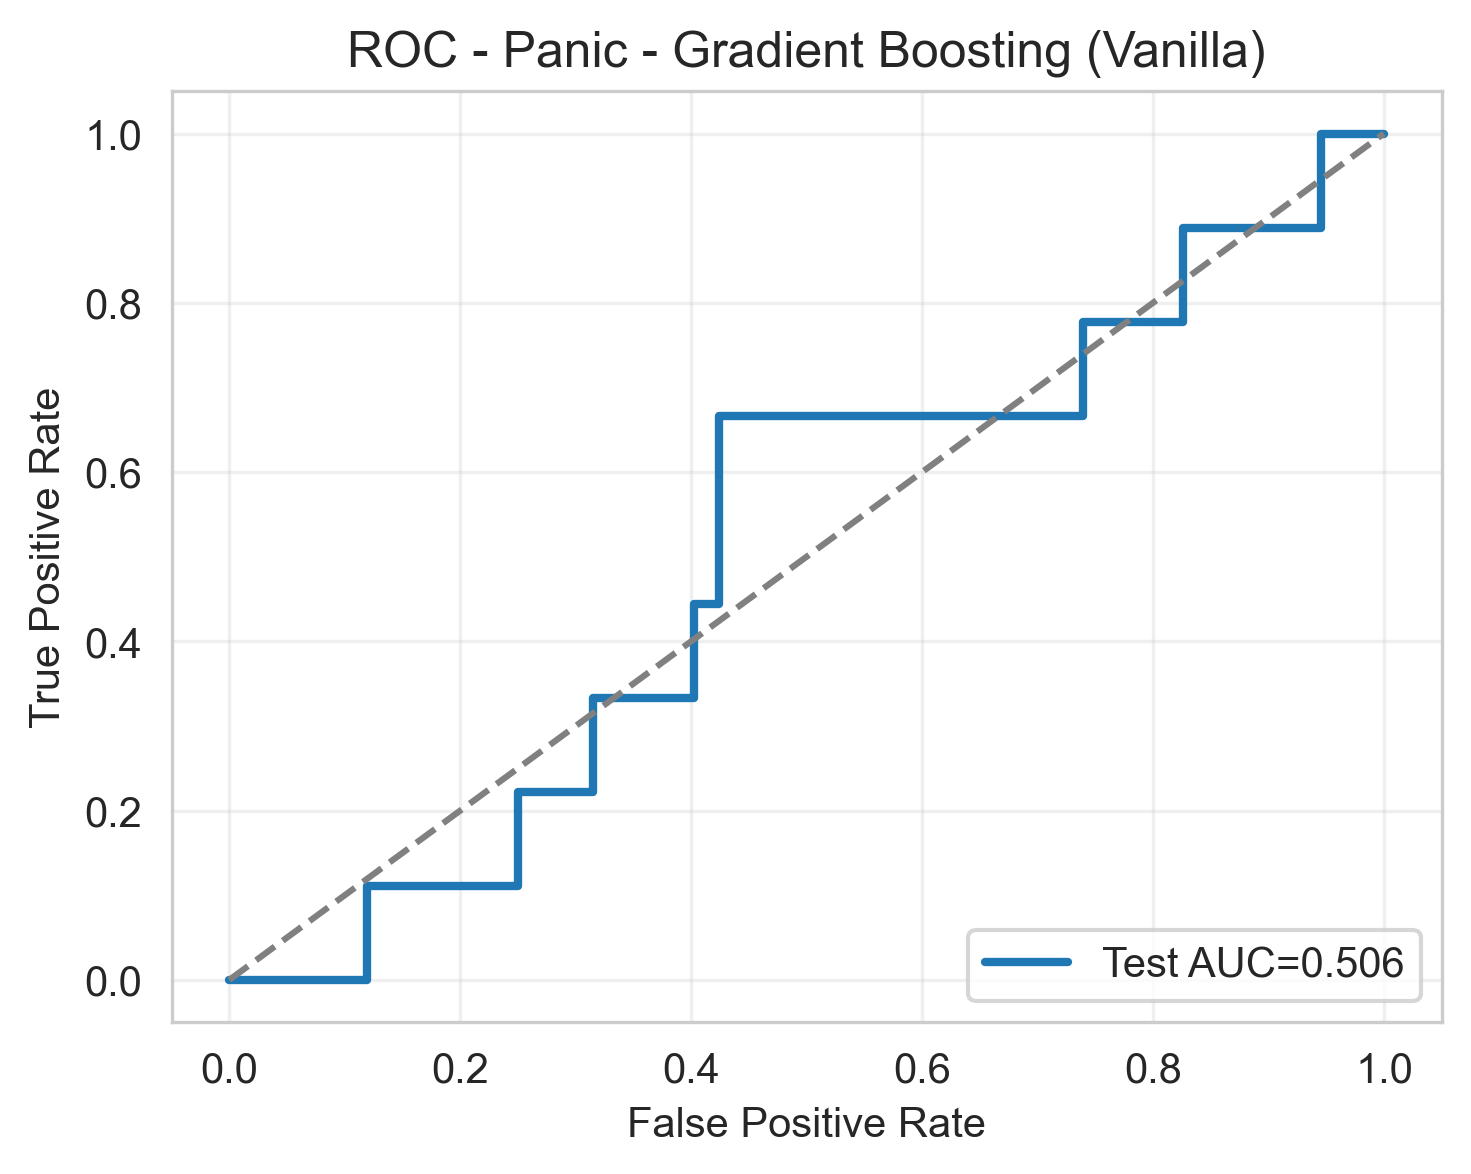 ROC - Panic - Gradient Boosting (Vanilla)
True Positive Rate
1.0
0.8
0.6
0.4
0.2
0.0
Test AUC=0.506
0.0 0.2 0.4 0.6 0.8 1.0
False Positive Rate